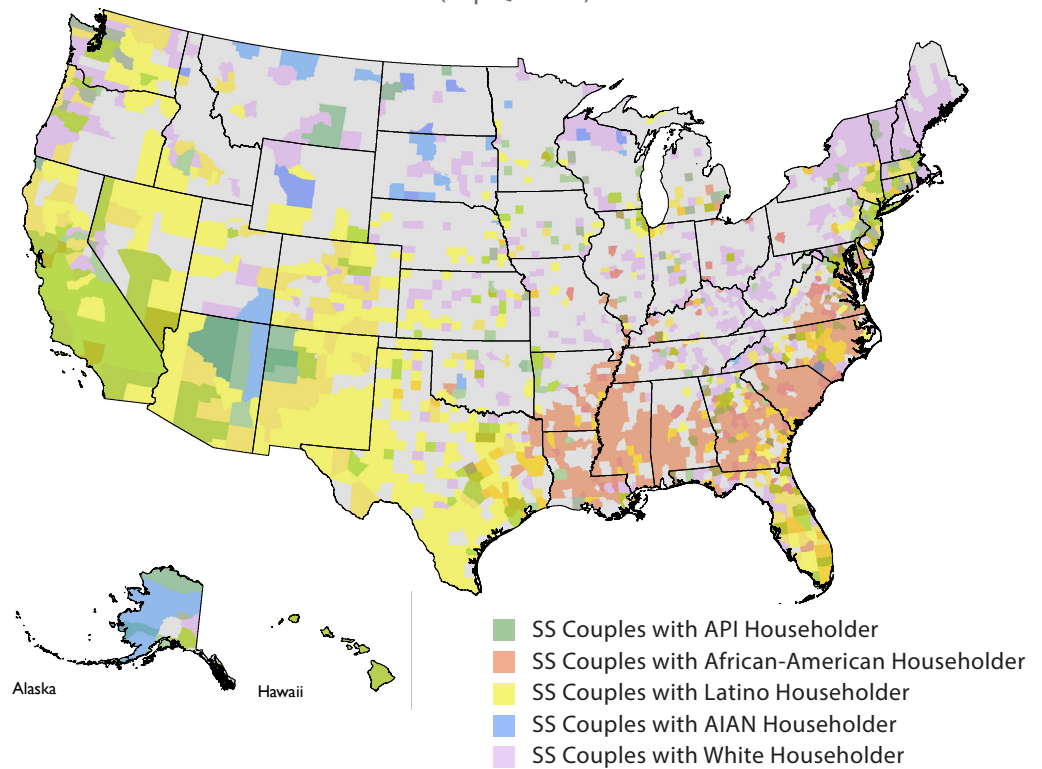 Alaska
Hawaii
SS Couples with API Householder
SS Couples with African-American Householder
SS Couples with Latino Householder
SS Couples with AIAN Householder
SS Couples with White Householder